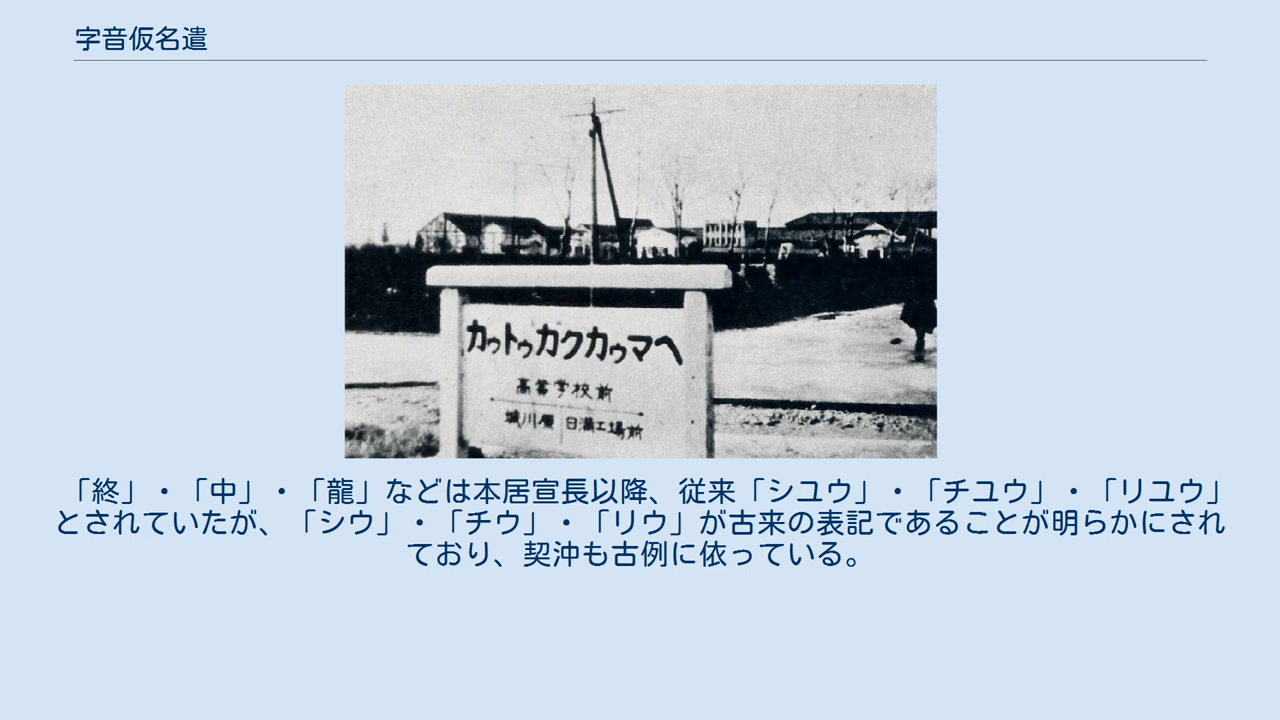 字音仮名遣
カゥトゥカクカゥマヘ
高等学校前
城川原 日満工場前
「終」・「中」・「龍」などは本居宣長以降、従来「シユウ」・「チユウ」・「リユウ」
とされていたが、「シウ」・「チウ」・「リウ」が古来の表記であることが明らかにされ
ており、契沖も古例に依っている。